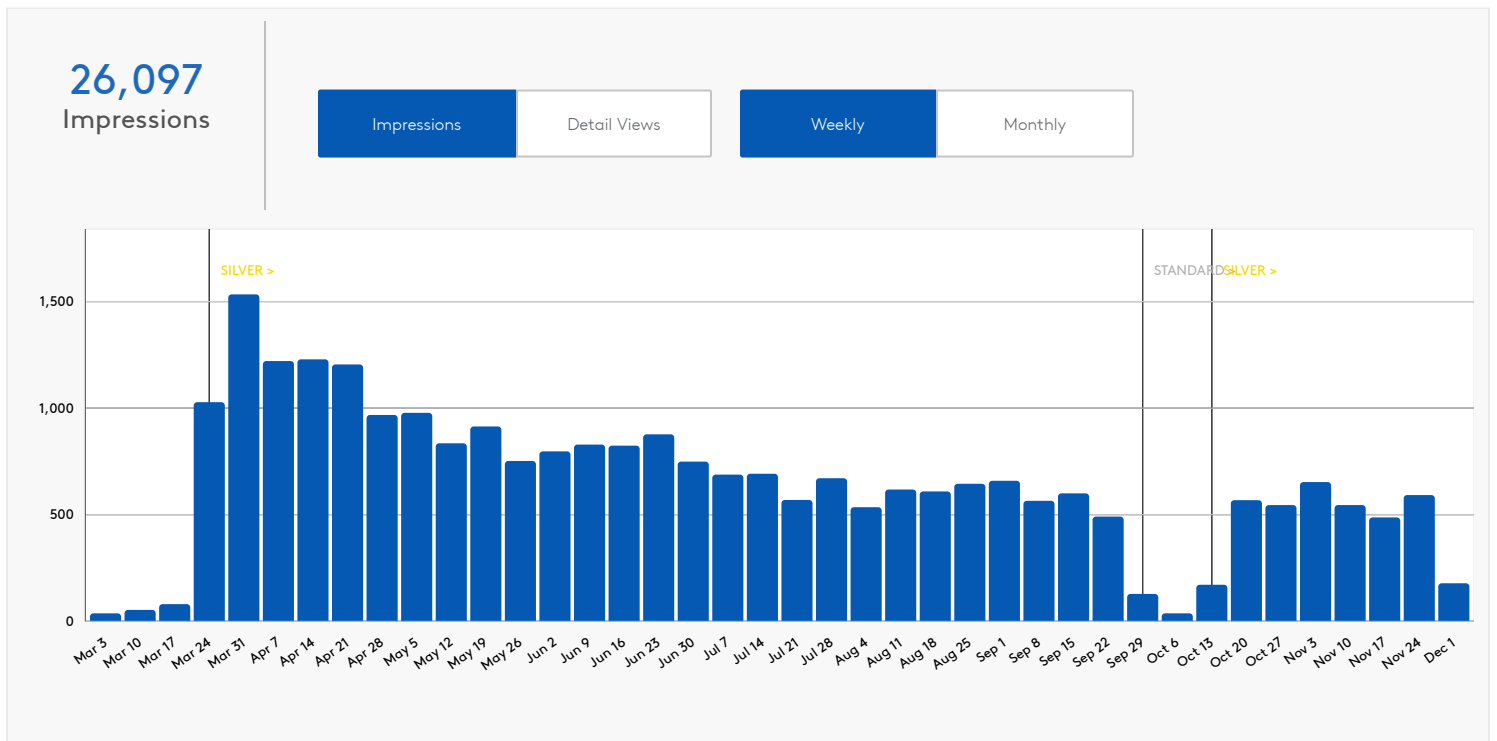 26,097
Impressions
Impressions
Detail Views
Weekly
Monthly
SILVER >
STANDARD >
SILVER >
1,500
1,000
500
0
Mar 3
Mar 10
Mar 17
Mar 24
Mar 31
Apr 7
Apr 14
Apr 21
Apr 28
May 5
May 12
May 19
May 26
Jun 2
Jun 9
Jun 16
Jun 23
Jun 30
Jul 7
Jul 14
Jul 21
Jul 28
Aug 4
Aug 11
Aug 18
Aug 25
Sep 1
Sep 8
Sep 15
Sep 22
Sep 29
Oct 6
Oct 13
Oct 20
Oct 27
Nov 3
Nov 10
Nov 17
Nov 24
Dec 1